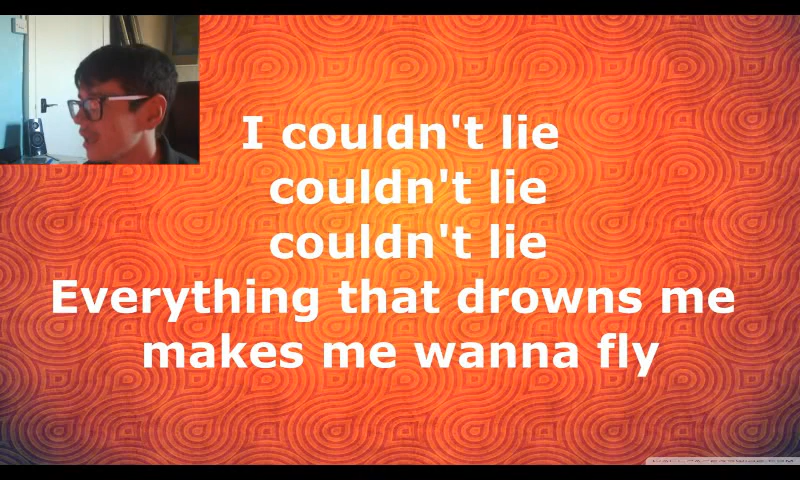 I couldn't lie
couldn't lie
couldn't lie
Everything that drowns me
makes me wanna fly